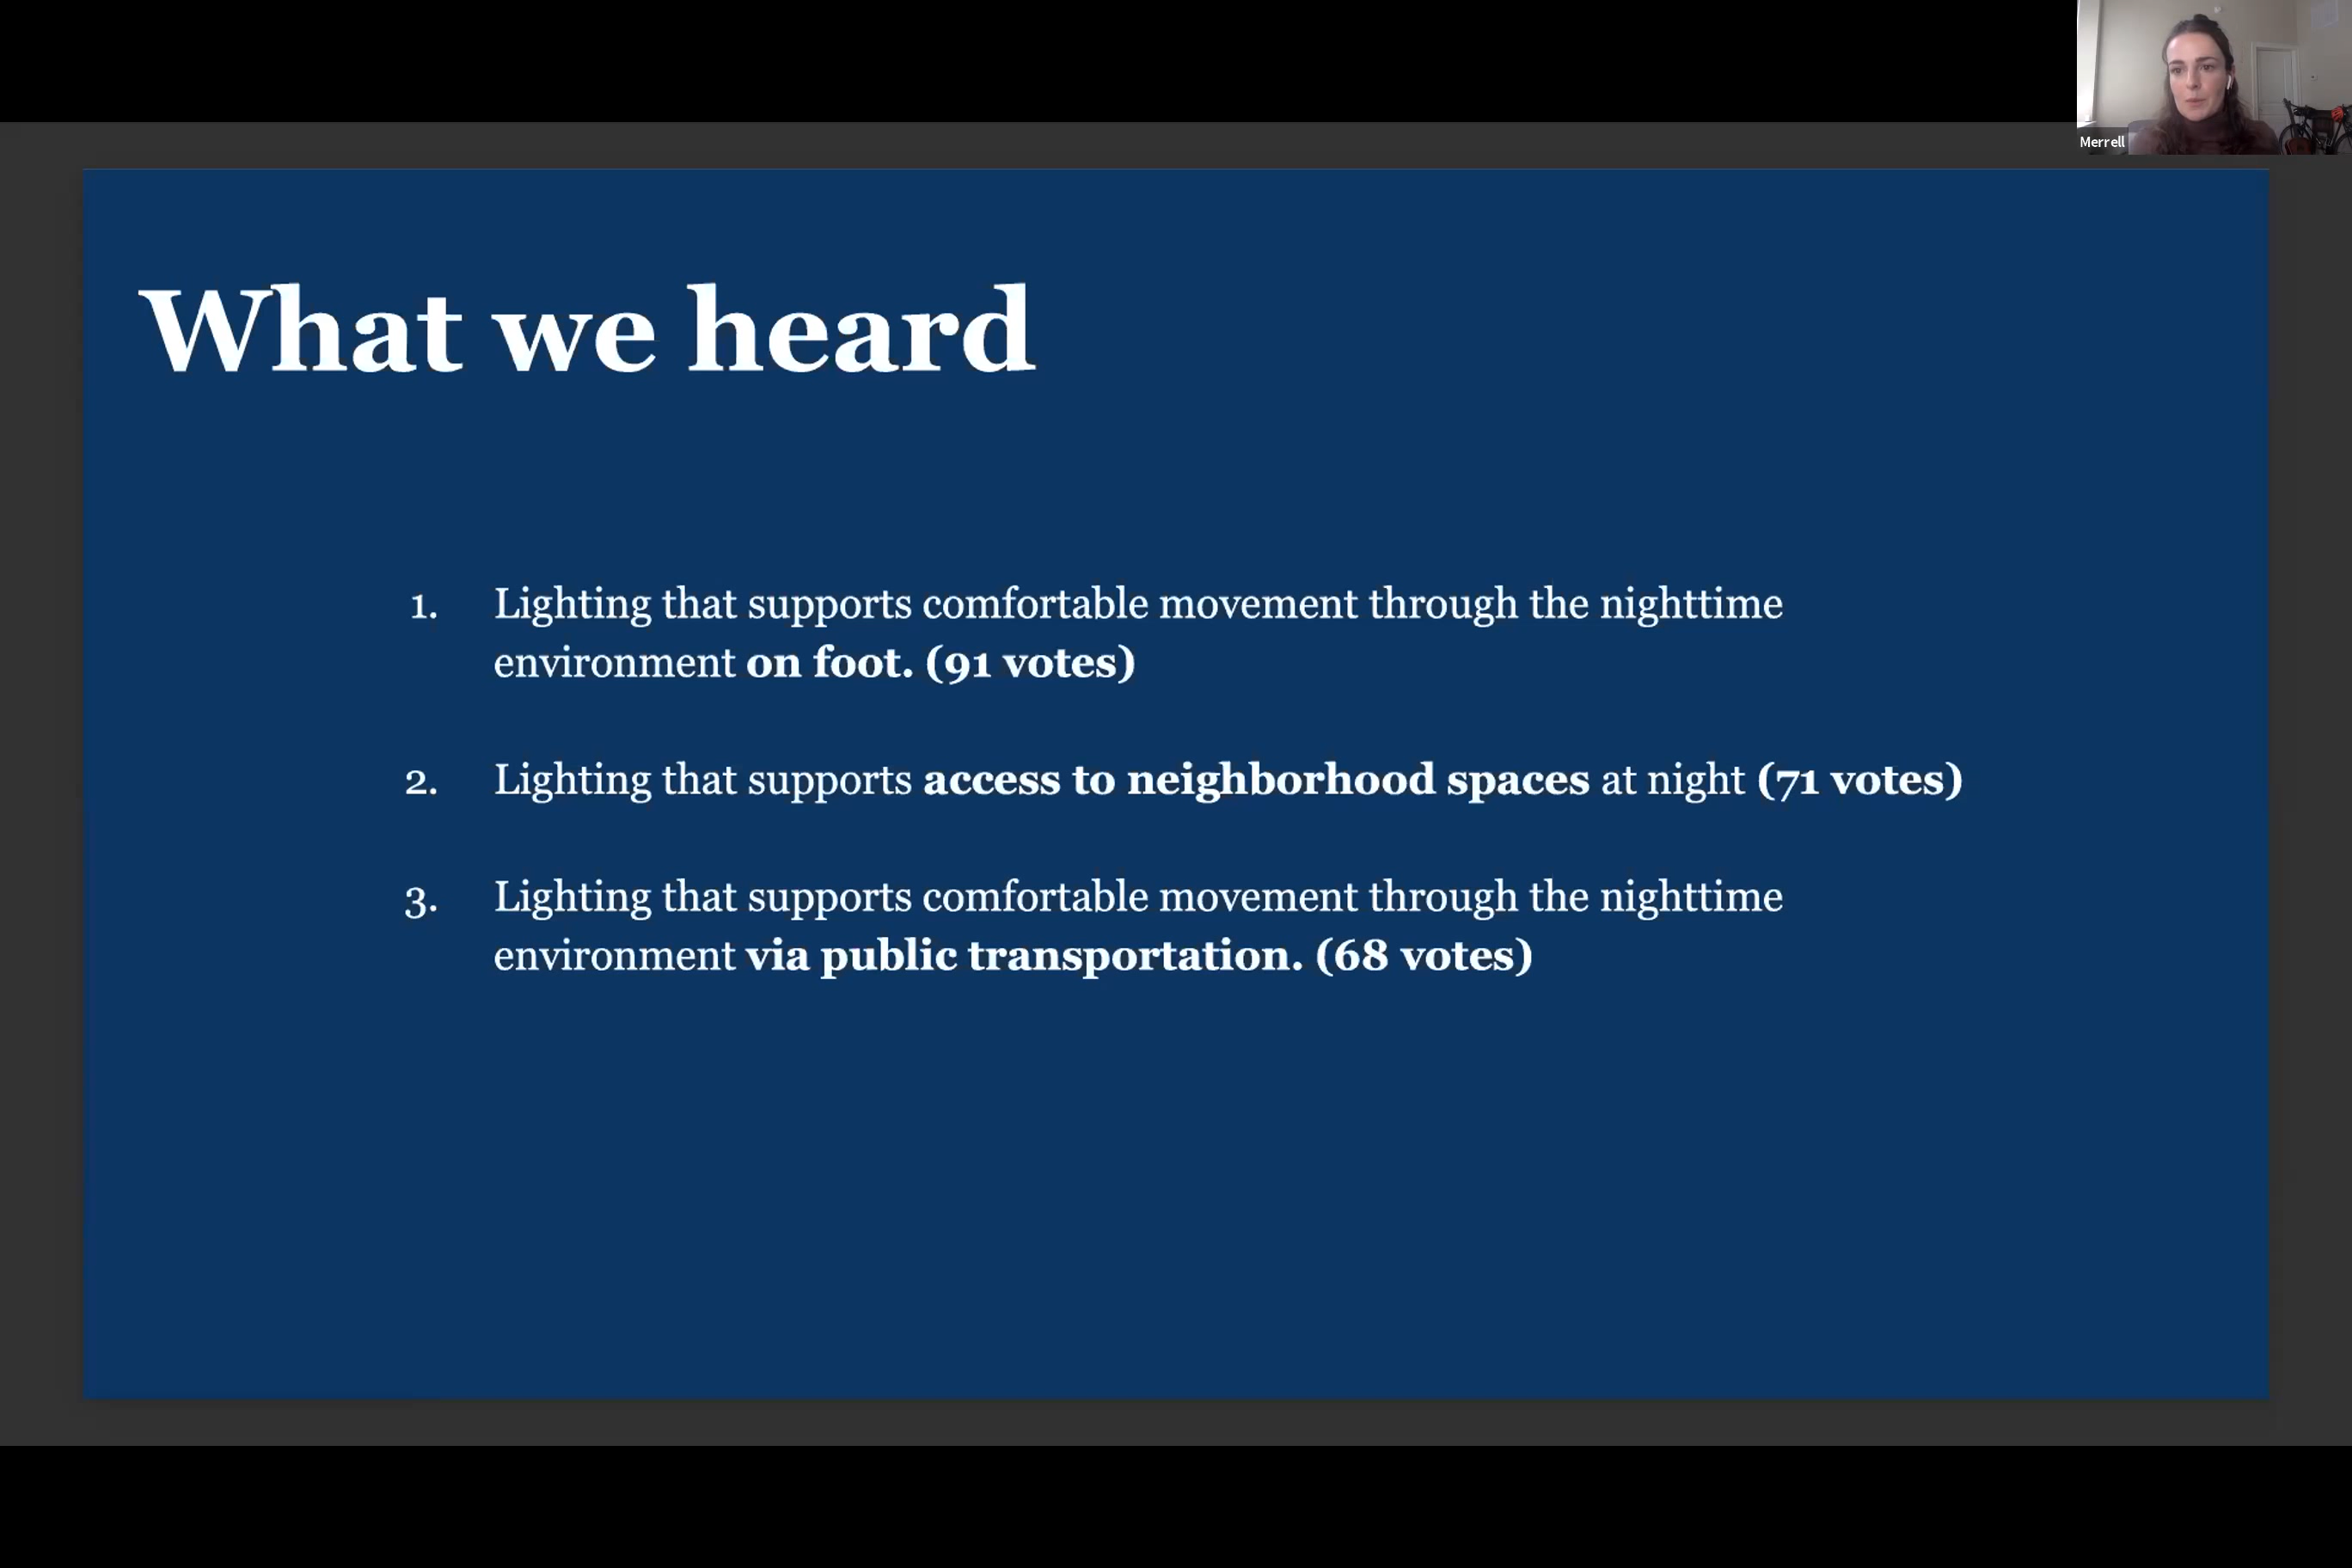 Merrell
What we heard
1. Lighting that supports comfortable movement through the nighttime
environment on foot. (91 votes)
2. Lighting that supports access to neighborhood spaces at night (71 votes)
3. Lighting that supports comfortable movement through the nighttime
environment via public transportation. (68 votes)